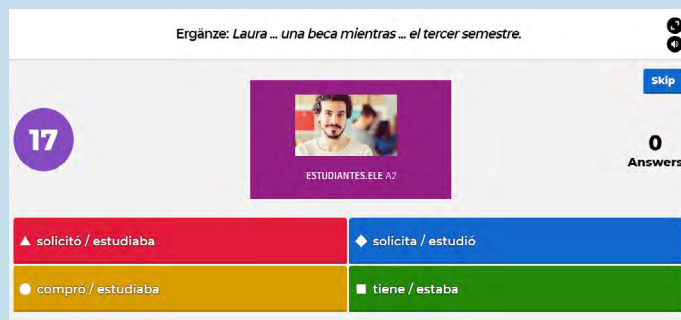 Ergänze: Laura ... una beca mientras ... el tercer semestre.
Skip
17
0
Answers
ESTUDIANTES.ELE A2
solicitó / estudiaba
solicita / estudió
compró / estudiaba
tiene / estaba